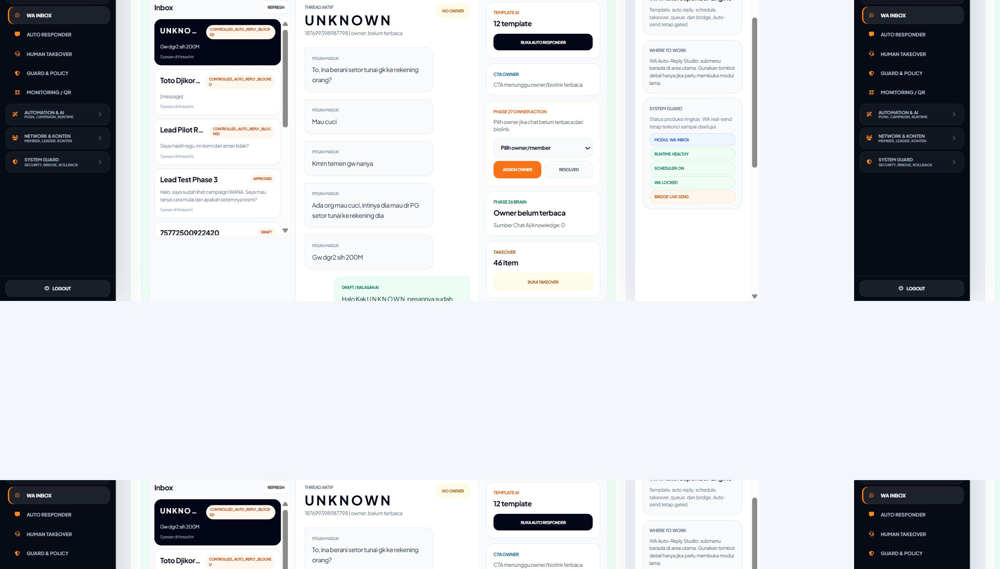 WA INBOX
AUTO RESPONDER
HUMAN TAKEOVER
GUARD & POLICY
MONITORING / QR
AUTOMATION & AI
PUSH, CAMPAIGN, RUNTIME
NETWORK & KONTEN
MEMBER, LEADER, KONTEN
SYSTEM GUARD
SECURITY, BRIDGE, ROLLBACK
LOGOUT
Inbox
REFRESH
UNKNO...
CONTROLLED_AUTO_REPLY_BLOCK
ED
Gw dgr2 sih 200M
5 pesan di thread ini
Toto Djikor...
CONTROLLED_AUTO_REPLY_BLOCKE
D
[message]
9 pesan di thread ini
Lead Pilot R...
CONTROLLED_AUTO_REPLY_BLOC
KED
Saya masih ragu, ini resmi dan aman tidak?
3 pesan di thread ini
Lead Test Phase 3
APPROVED
Halo, saya sudah lihat campaign IWANA. Saya mau
tanya cara mulai dan apakah sistemnya resmi?
1 pesan di thread ini
75772500922420
DRAFT
THREAD AKTIF
UNKNOWN
187699398987798 | owner: belum terbaca
NO OWNER
PESAN MASUK
To, ina berani setor tunai gk ke rekening
orang?
PESAN MASUK
Mau cuci
PESAN MASUK
Kmrn temen gw nanya
PESAN MASUK
Ada org mau cuci, intinya dia mau dr PG
setor tunai ke rekening dia
PESAN MASUK
Gw dgr2 sih 200M
DRAFT / BALASAN AI
Halo Kak U N K N O W N, pesannya sudah
TEMPLATE AI
12 template
BUKA AUTO RESPONDER
CTA OWNER
CTA menunggu owner/biolink terbaca
PHASE 27 OWNER ACTION
Pilih owner jika chat belum terbaca dari
biolink.
Pilih owner/member
ASSIGN OWNER
RESOLVED
PHASE 26 BRAIN
Owner belum terbaca
Sumber Chat AI/knowledge: 0
TAKEOVER
46 item
BUKA TAKEOVER
Template, auto reply, schedule,
takeover, queue, dan bridge. Auto-
send tetap gated.
WHERE TO WORK
WA Auto-Reply Studio: submenu
berada di area utama. Gunakan tombol
detail hanya jika perlu membuka modul
lama.
SYSTEM GUARD
Status produksi ringkas. WA real-send
tetap terkunci sampai disetujui.
MODUL WA INBOX
RUNTIME HEALTHY
SCHEDULER ON
WA LOCKED
BRIDGE LIVE SEND
WA INBOX
AUTO RESPONDER
HUMAN TAKEOVER
GUARD & POLICY
MONITORING / QR
AUTOMATION & AI
PUSH, CAMPAIGN, RUNTIME
NETWORK & KONTEN
MEMBER, LEADER, KONTEN
SYSTEM GUARD
SECURITY, BRIDGE, ROLLBACK
LOGOUT
WA INBOX
AUTO RESPONDER
HUMAN TAKEOVER
GUARD & POLICY
Inbox
REFRESH
UNKNO...
CONTROLLED_AUTO_REPLY_BLOCK
ED
Gw dgr2 sih 200M
5 pesan di thread ini
Toto Djikor...
CONTROLLED_AUTO_REPLY_BLOCKE
D
THREAD AKTIF
UNKNOWN
187699398987798 | owner: belum terbaca
NO OWNER
PESAN MASUK
To, ina berani setor tunai gk ke rekening
orang?
TEMPLATE AI
12 template
BUKA AUTO RESPONDER
CTA OWNER
CTA menunggu owner/biolink terbaca
Template, auto reply, schedule,
takeover, queue, dan bridge. Auto-
send tetap gated.
WHERE TO WORK
WA Auto-Reply Studio: submenu
berada di area utama. Gunakan tombol
detail hanya jika perlu membuka modul
lama.
WA INBOX
AUTO RESPONDER
HUMAN TAKEOVER
GUARD & POLICY